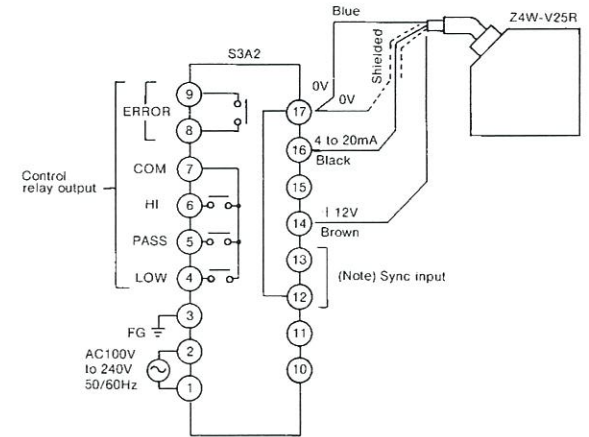 Blue
Z4W-V25R
S3A2
Shielded
0V
0V
9
ERROR
8
17
4 to 20mA
16
Black
Control
relay output
COM
7
15
HI
6
14
12V
Brown
PASS
5
13
(Note) Sync input
LOW
4
12
3
FG
11
AC100V
to 240V
50/60Hz
2
10
1